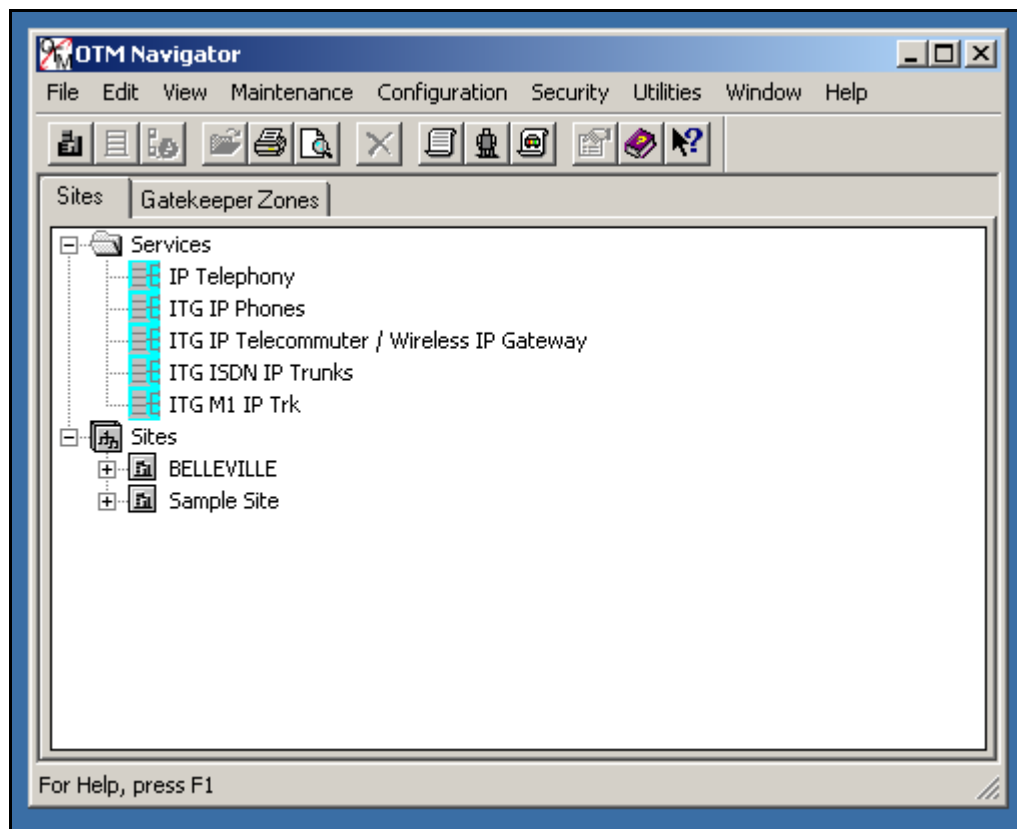 OTM Navigator
File Edit View Maintenance Configuration Security Utilities Window Help
Sites Gatekeeper Zones
Services
IP Telephony
ITG IP Phones
ITG IP Telecommuter / Wireless IP Gateway
ITG ISDN IP Trunks
ITG M1 IP Trk
Sites
BELLEVILLE
Sample Site
For Help, press F1